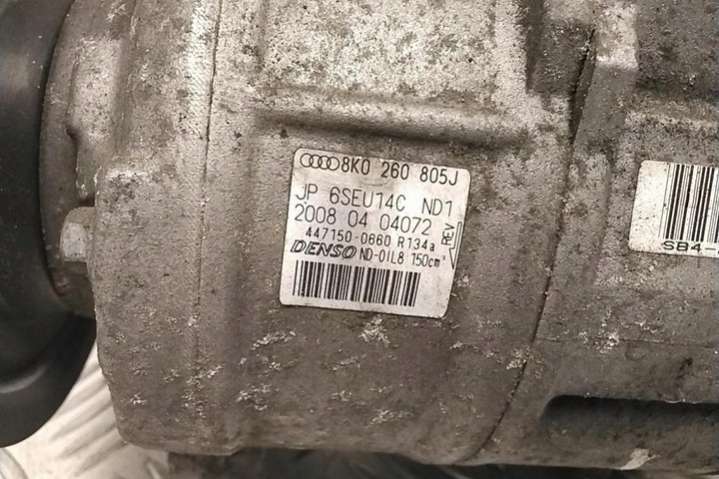 8K0 260 805J
JP 6SEU14C ND1
2008 04 04072
447150-0660 R134a
DENSO ND-OIL8 150cm³
REV
SB4-